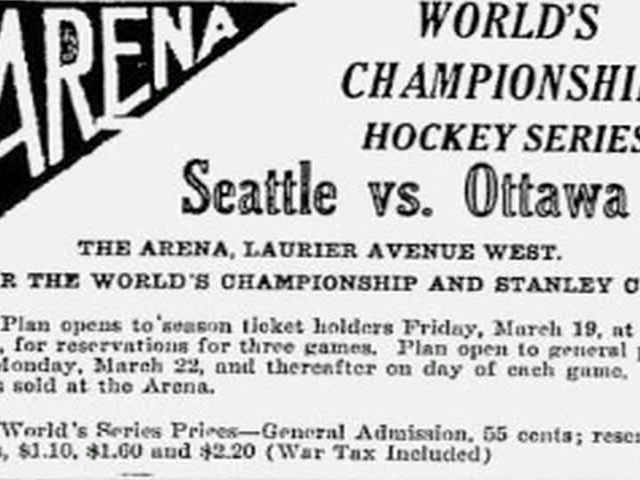 ARENA
WORLD'S
CHAMPIONSHI
HOCKEY SERIES
Seattle vs. Ottawa
THE ARENA, LAURIER AVENUE WEST.
R THE WORLD'S CHAMPIONSHIP AND STANLEY C
Plan opens to season ticket holders Friday, March 19, at
, for reservations for three games. Plan open to general p
Monday, March 22, and thereafter on day of each game.
s sold at the Arena.
World's Series Prices—General Admission, 55 cents; rese
, $1.10, $1.60 and $2.20 (War Tax Included)